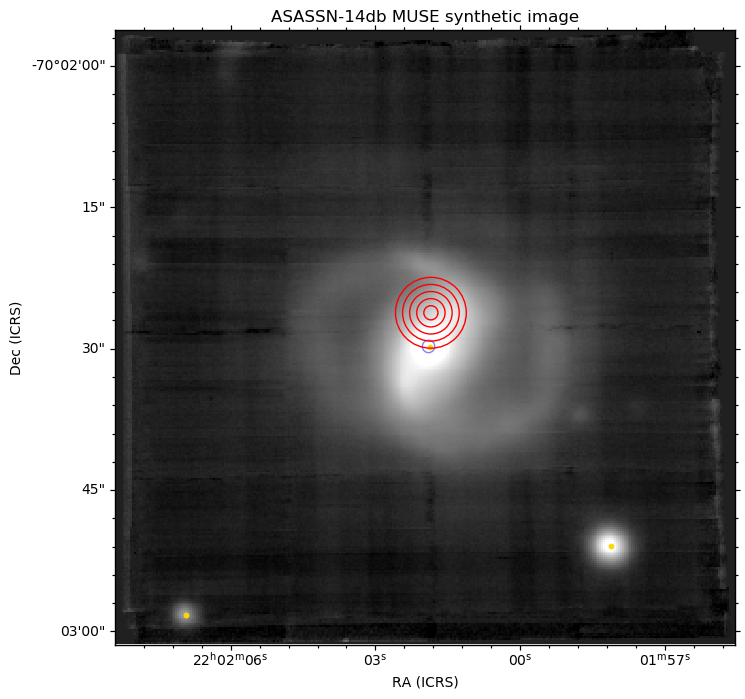 ASASSN-14db MUSE synthetic image
-70°02'00"
15"
30"
45"
03'00"
Dec (ICRS)
22ʰ02ᵐ06ˢ
03ˢ
00ˢ
01ᵐ57ˢ
RA (ICRS)